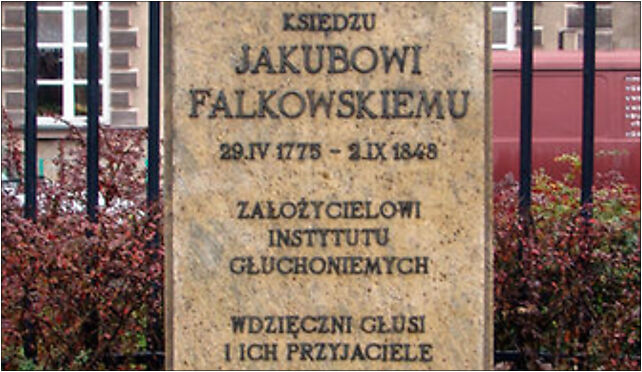 KSIĘDZU
JAKUBOWI
FALKOWSKIEMU
29.IV 1775 - 2.IX 1848
ZAŁOŻYCIELOWI
INSTYTUTU
GŁUCHONIEMYCH
WDZIĘCZNI GŁUSI
I ICH PRZYJACIELE